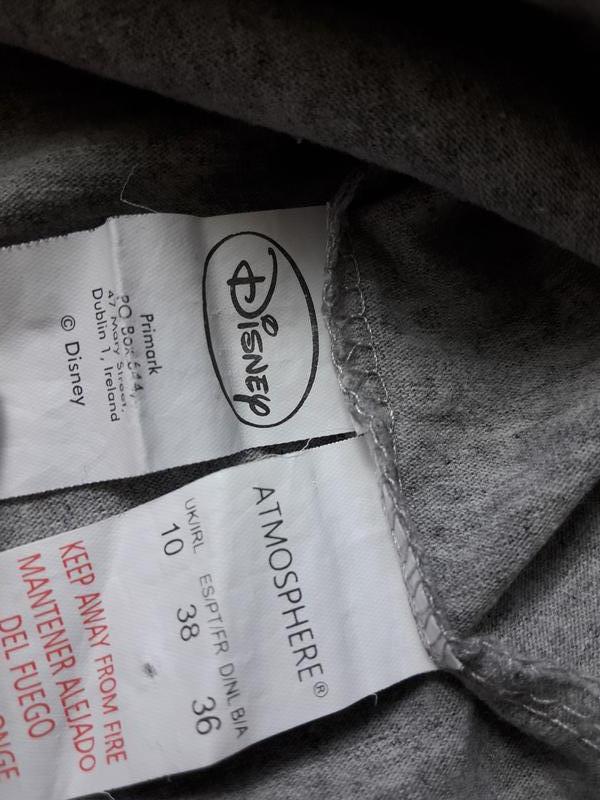 Disney
Primark
PO Box 644,
47 Mary Street,
Dublin 1, Ireland
© Disney
ATMOSPHERE®
UK/IRL ES/PT/FR D/NL B/A
10 38 36
KEEP AWAY FROM FIRE
MANTENER ALEJADO
DEL FUEGO